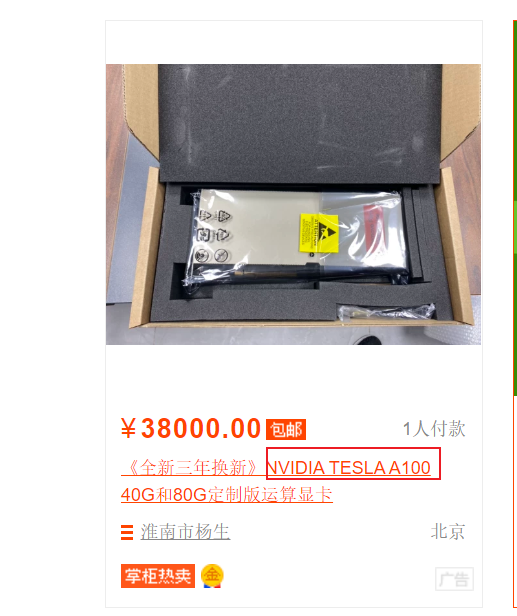 ¥38000.00 包邮 1人付款
《全新三年换新》NVIDIA TESLA A100
40G和80G定制版运算显卡
淮南市杨生 北京
掌柜热卖 金
广告